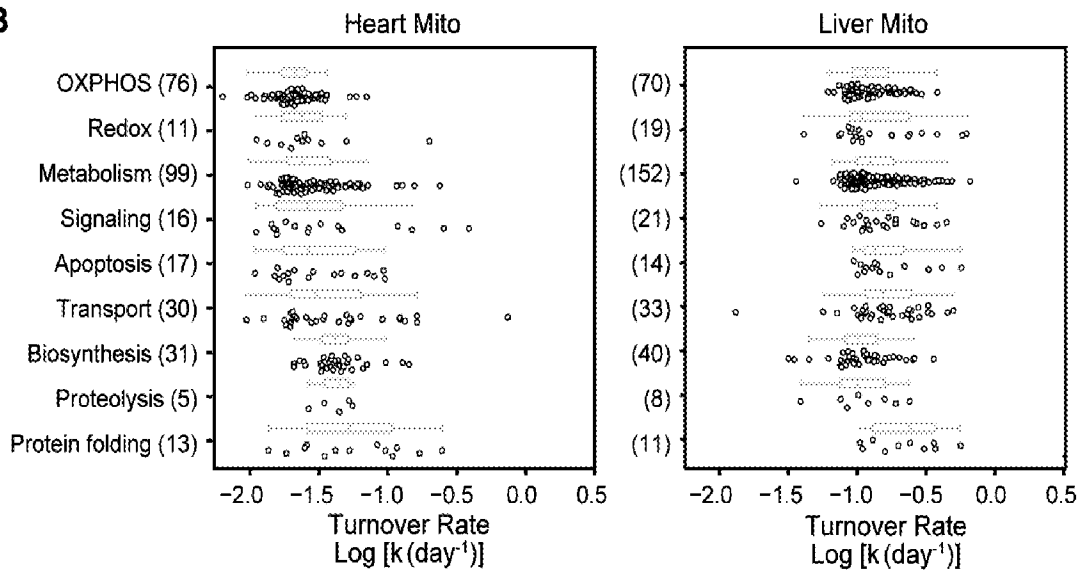 B
Heart Mito
Liver Mito
OXPHOS (76)
(70)
Redox (11)
(19)
Metabolism (99)
(152)
Signaling (16)
(21)
Apoptosis (17)
(14)
Transport (30)
(33)
Biosynthesis (31)
(40)
Proteolysis (5)
(8)
Protein folding (13)
(11)
−2.0 −1.5 −1.0 −0.5 0.0 0.5
−2.0 −1.5 −1.0 −0.5 0.0 0.5
Turnover Rate
Log [k (day⁻¹)]
Turnover Rate
Log [k (day⁻¹)]